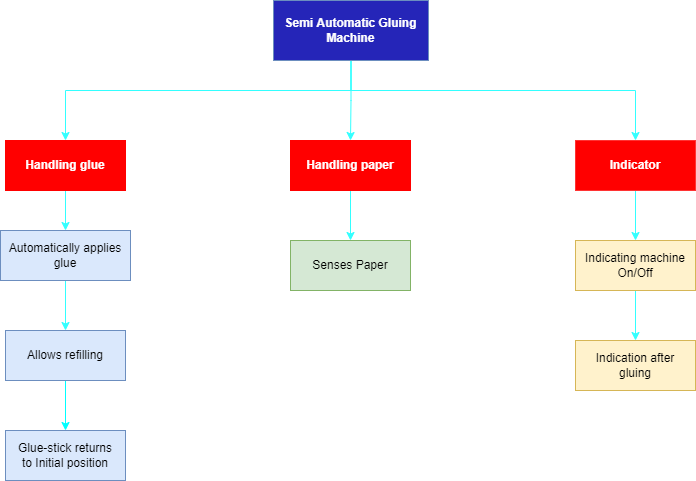 Semi Automatic Gluing
Machine
Handling glue
Handling paper
Indicator
Automatically applies
glue
Senses Paper
Indicating machine
On/Off
Allows refilling
Indication after
gluing
Glue-stick returns
to Initial position